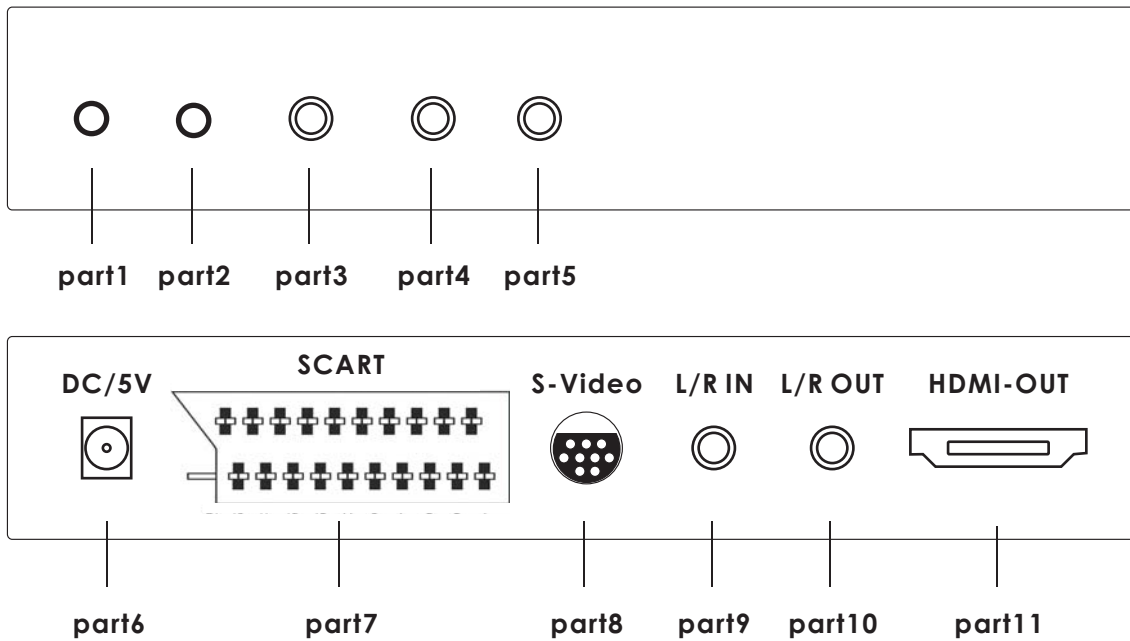 part1 part2 part3 part4 part5
SCART
DC/5V S-Video L/R IN L/R OUT HDMI-OUT
part6 part7 part8 part9 part10 part11